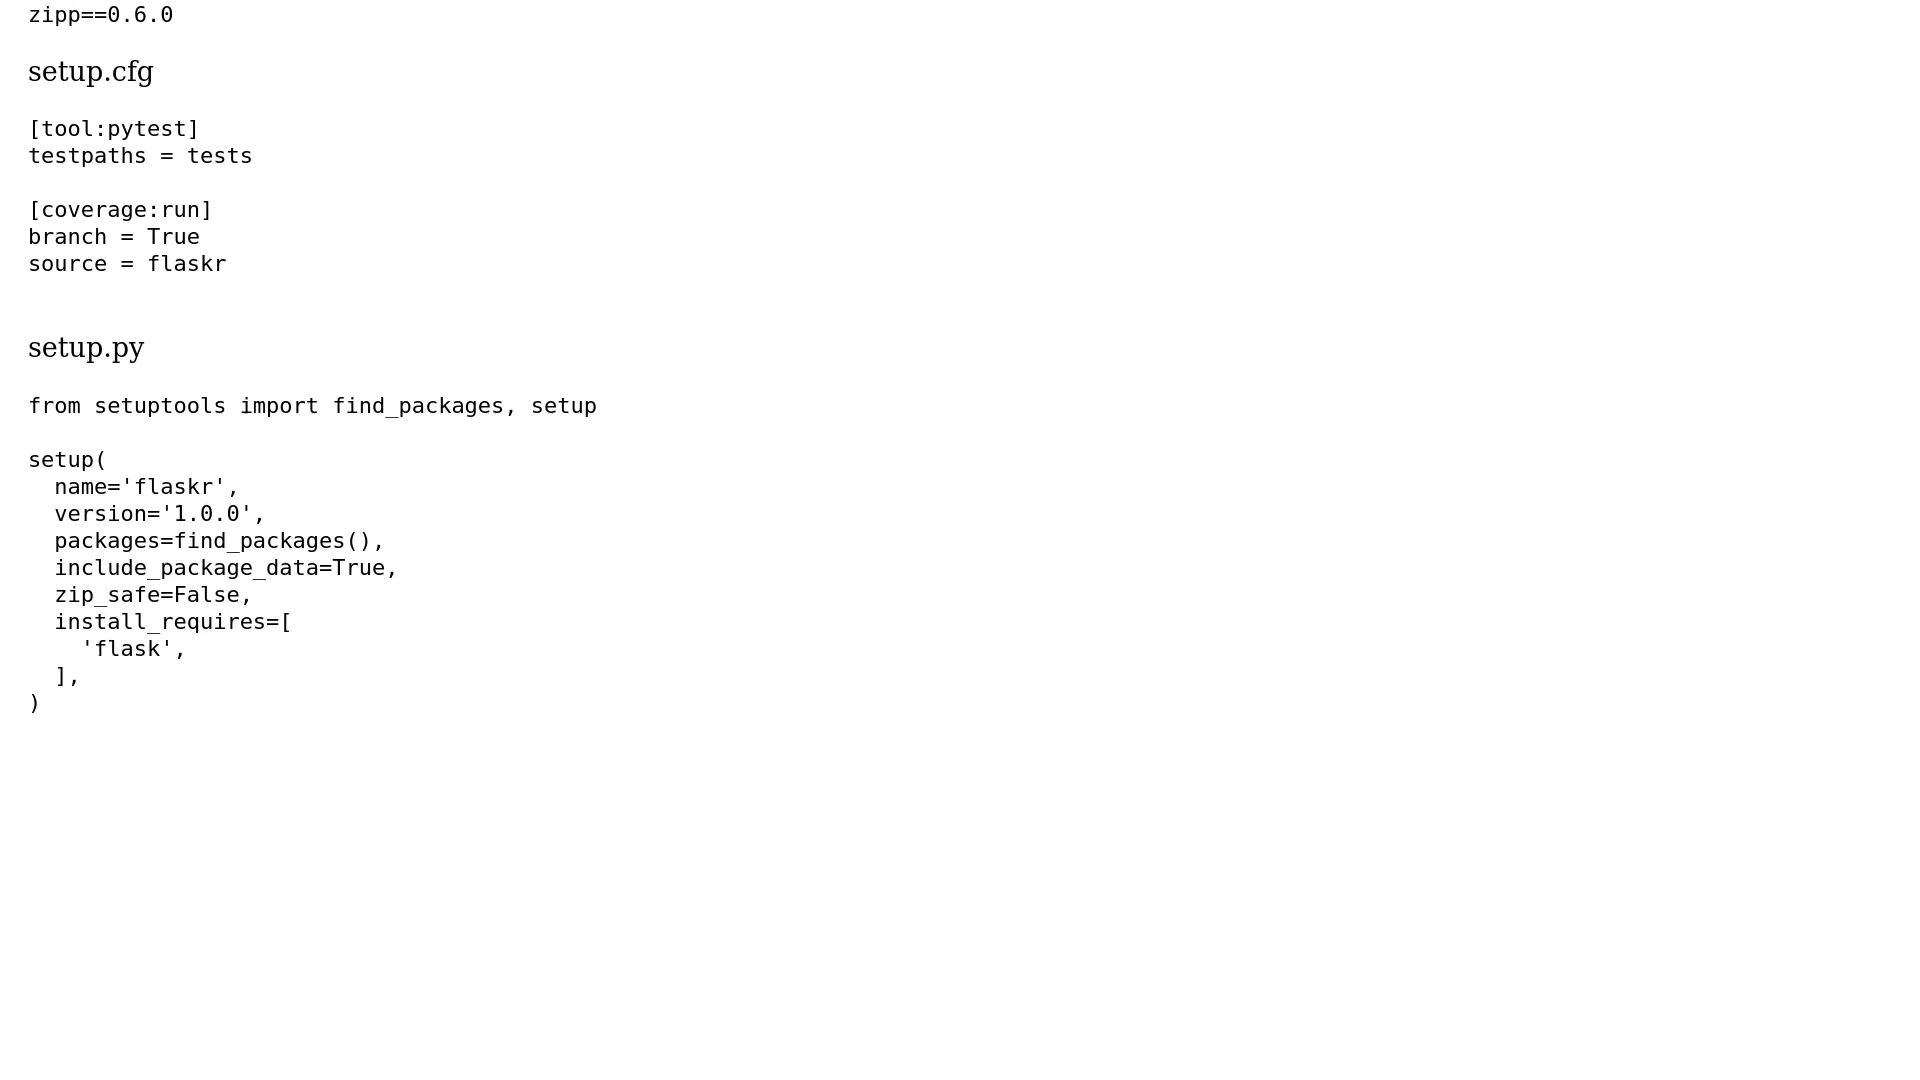 zipp==0.6.0
setup.cfg
[tool:pytest]
testpaths = tests
[coverage:run]
branch = True
source = flaskr
setup.py
from setuptools import find_packages, setup
setup(
  name='flaskr',
  version='1.0.0',
  packages=find_packages(),
  include_package_data=True,
  zip_safe=False,
  install_requires=[
    'flask',
  ],
)